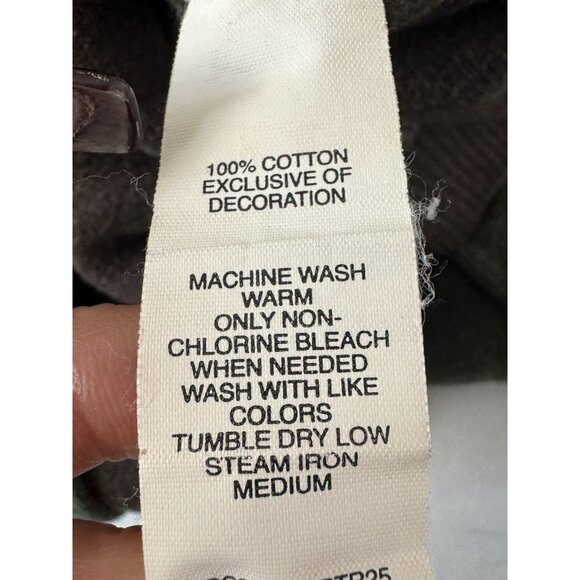 100% COTTON
EXCLUSIVE OF
DECORATION
MACHINE WASH
WARM
ONLY NON-
CHLORINE BLEACH
WHEN NEEDED
WASH WITH LIKE
COLORS
TUMBLE DRY LOW
STEAM IRON
MEDIUM